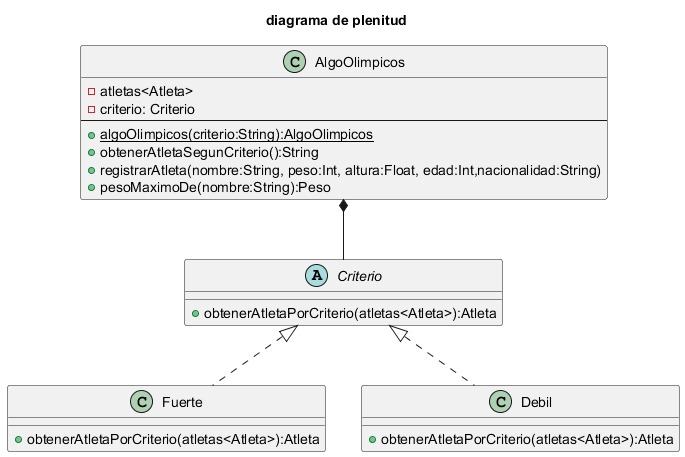 diagrama de plenitud
C AlgoOlimpicos
atletas<Atleta>
criterio: Criterio
algoOlimpicos(criterio:String):AlgoOlimpicos
obtenerAtletaSegunCriterio():String
registrarAtleta(nombre:String, peso:Int, altura:Float, edad:Int,nacionalidad:String)
pesoMaximoDe(nombre:String):Peso
A Criterio
obtenerAtletaPorCriterio(atletas<Atleta>):Atleta
C Fuerte
obtenerAtletaPorCriterio(atletas<Atleta>):Atleta
C Debil
obtenerAtletaPorCriterio(atletas<Atleta>):Atleta